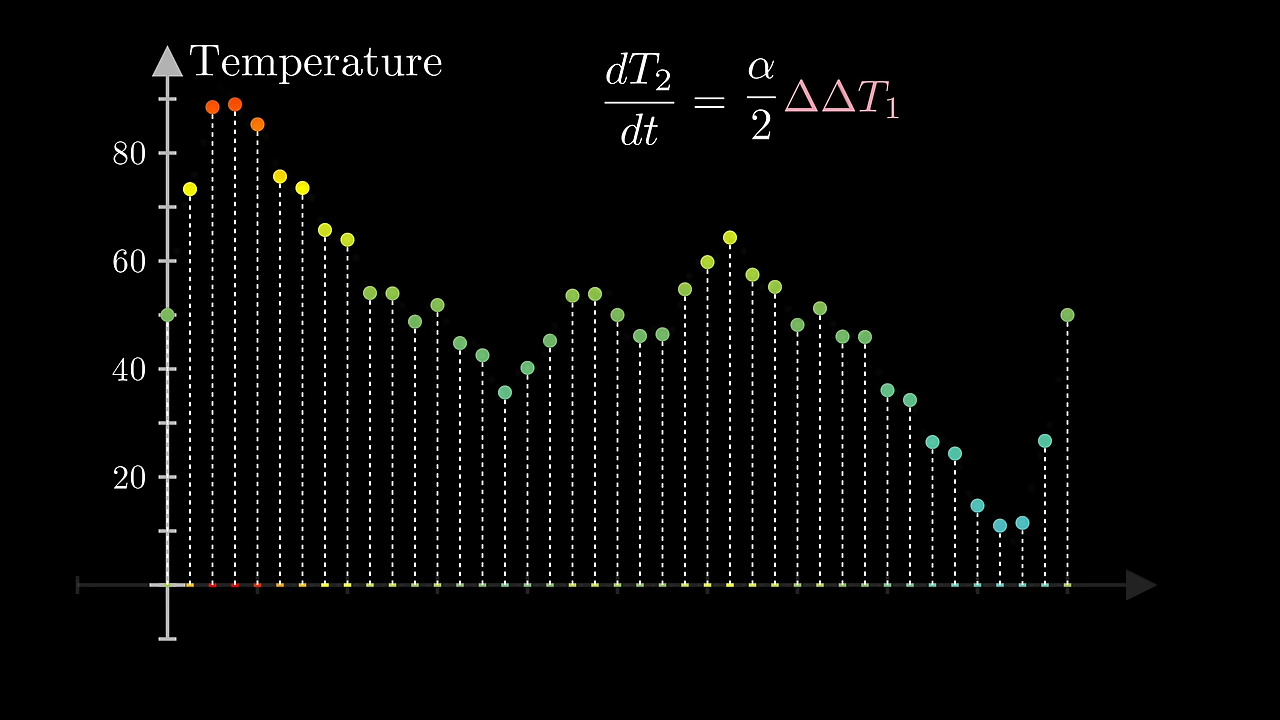 Temperature
dT₂/dt = α/2 ΔΔT₁
80
60
40
20